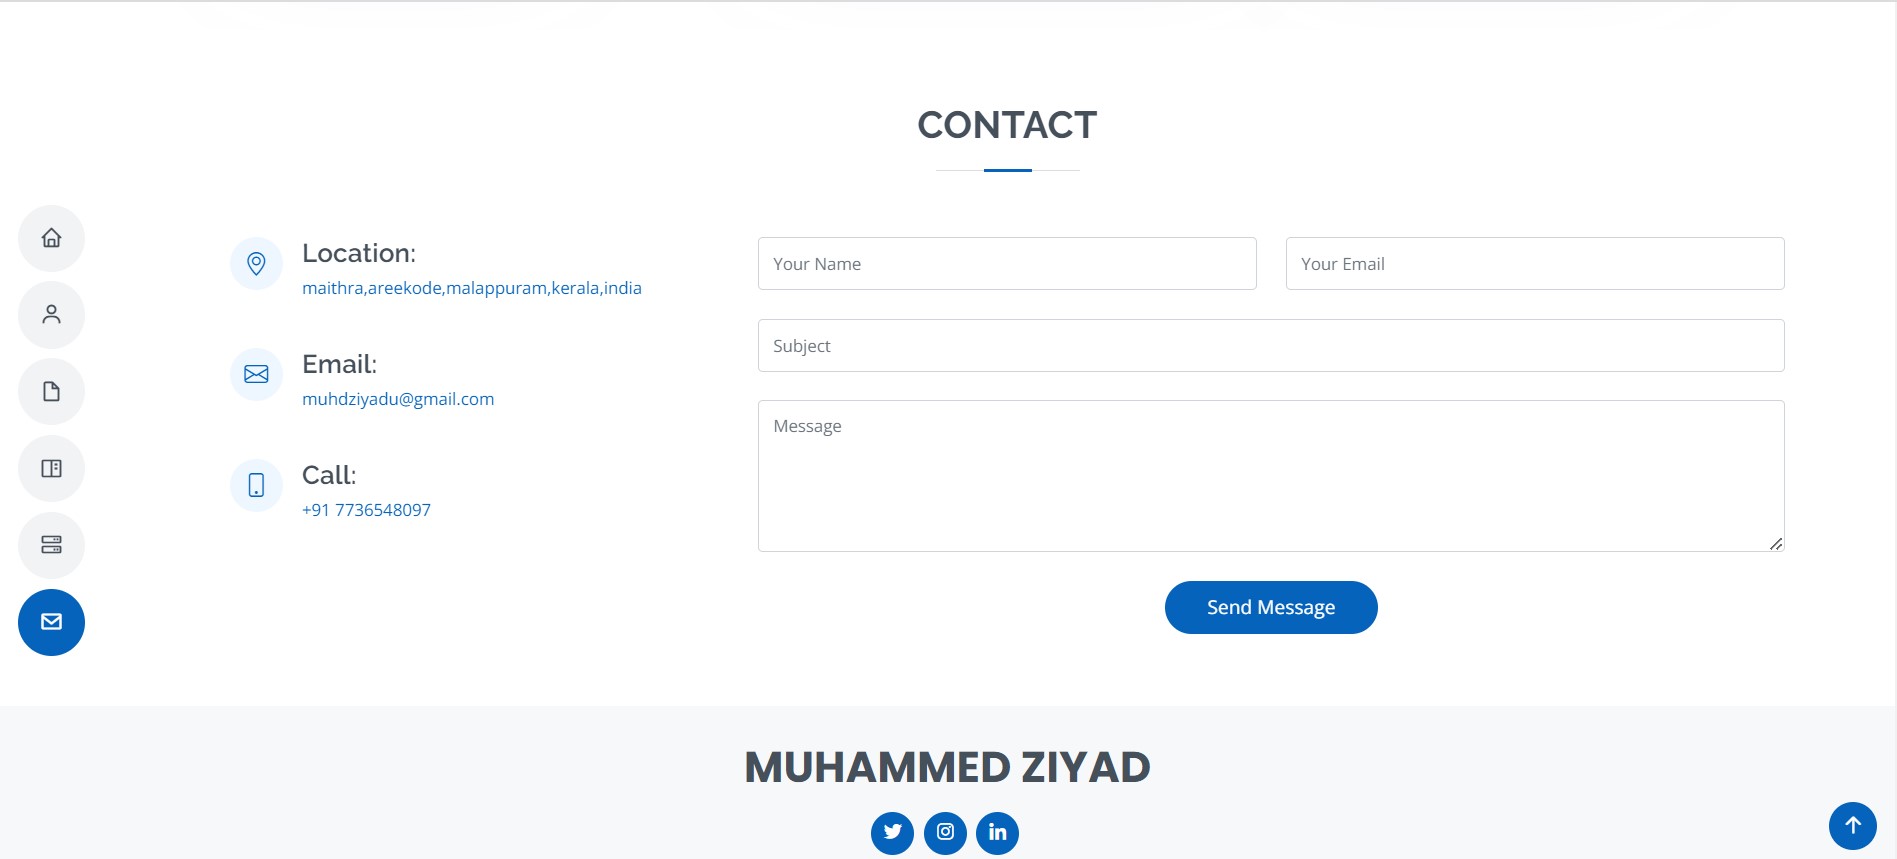 CONTACT
Location:
maithra,areekode,malappuram,kerala,india
Email:
muhdziyadu@gmail.com
Call:
+91 7736548097
Your Name
Your Email
Subject
Message
Send Message
MUHAMMED ZIYAD